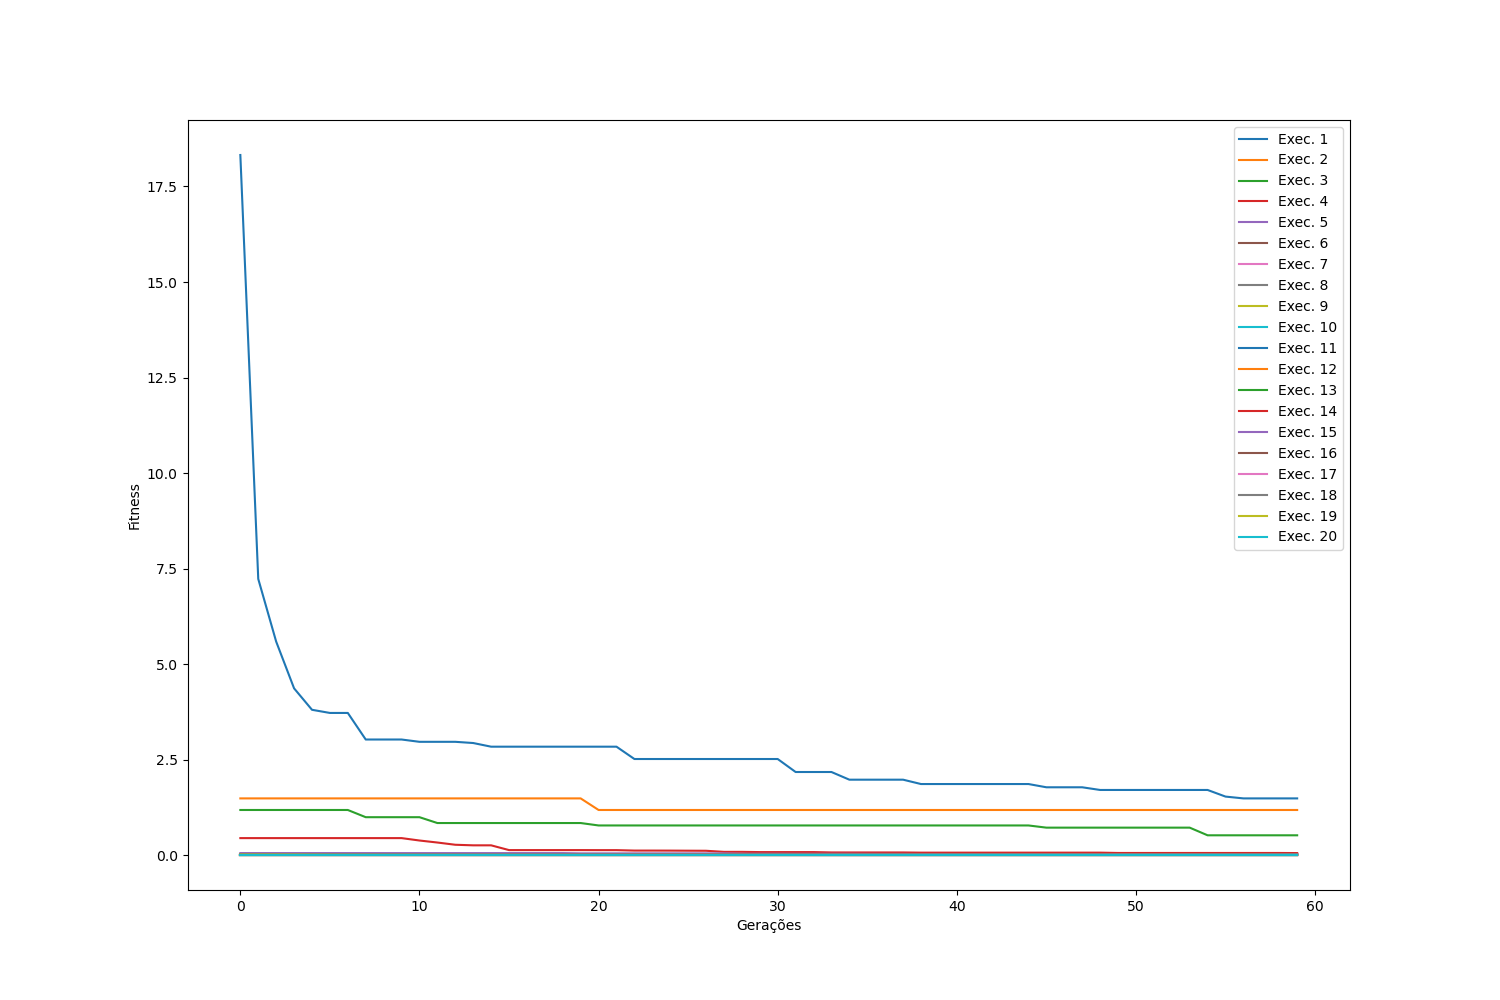 17.5
15.0
12.5
10.0
7.5
5.0
2.5
0.0
Fitness
0 10 20 30 40 50 60
Gerações
Exec. 1
Exec. 2
Exec. 3
Exec. 4
Exec. 5
Exec. 6
Exec. 7
Exec. 8
Exec. 9
Exec. 10
Exec. 11
Exec. 12
Exec. 13
Exec. 14
Exec. 15
Exec. 16
Exec. 17
Exec. 18
Exec. 19
Exec. 20